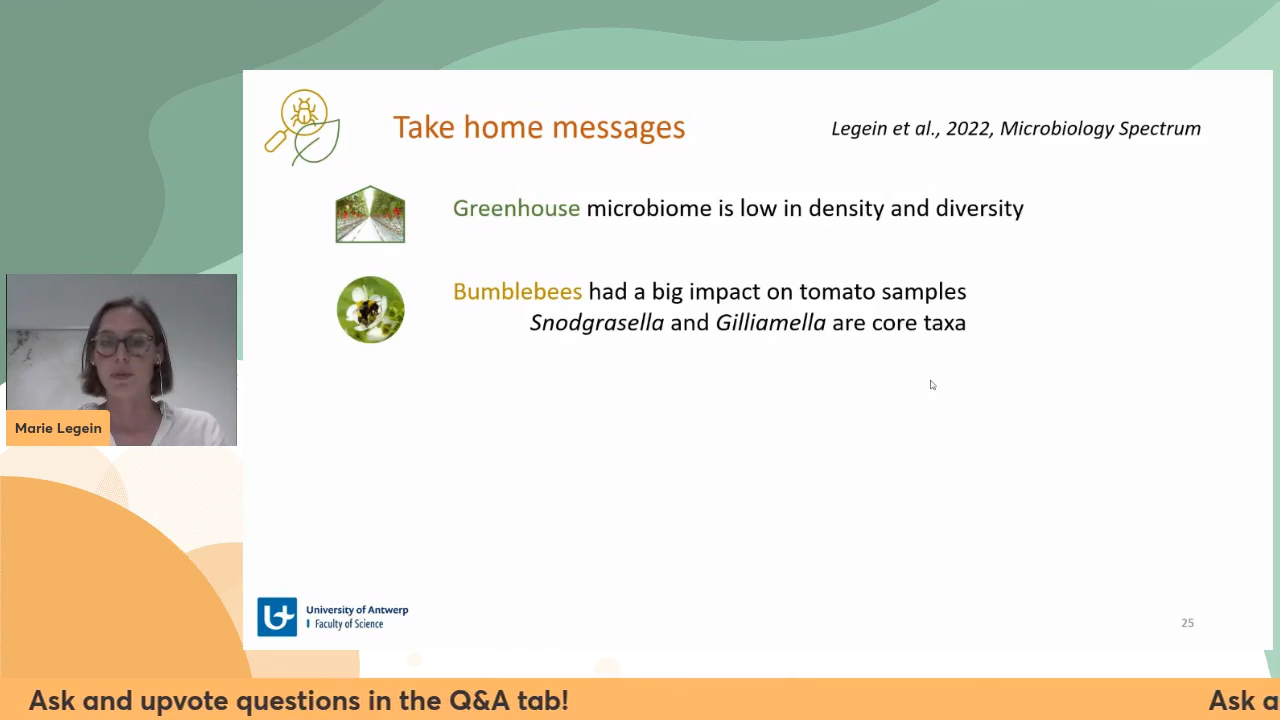 Take home messages
Legein et al., 2022, Microbiology Spectrum
Greenhouse microbiome is low in density and diversity
Bumblebees had a big impact on tomato samples
Snodgrasella and Gilliamella are core taxa
Marie Legein
University of Antwerp
Faculty of Science
25
Ask and upvote questions in the Q&A tab!
Ask a